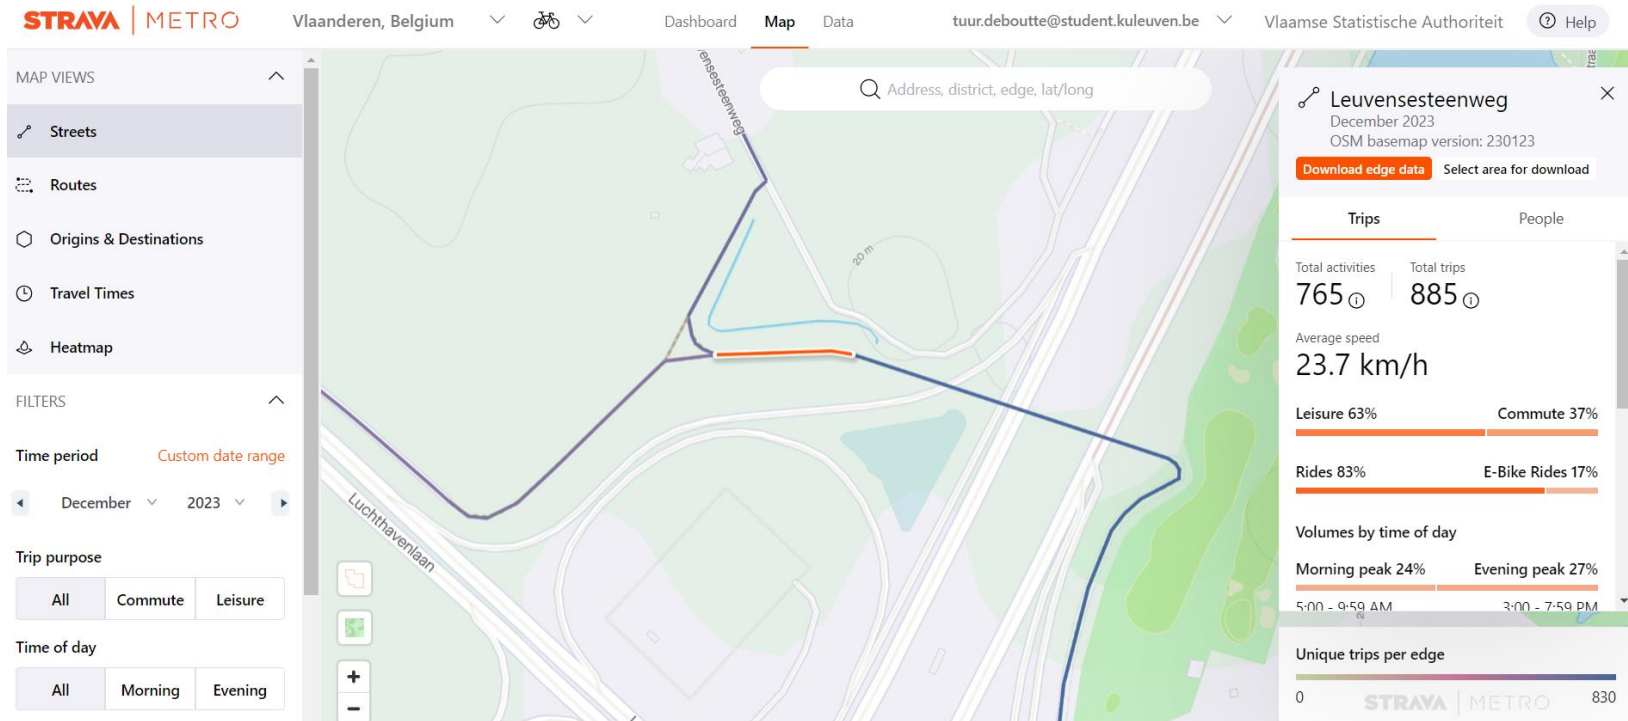 STRAVA | METRO
Vlaanderen, Belgium
Dashboard
Map
Data
tuur.deboutte@student.kuleuven.be
Vlaamse Statistische Authoriteit
Help
MAP VIEWS
Streets
Routes
Origins & Destinations
Travel Times
Heatmap
FILTERS
Time period
Custom date range
December
2023
Trip purpose
All
Commute
Leisure
Time of day
All
Morning
Evening
Address, district, edge, lat/long
vensesteenweg
20 m
Luchthavenlaan
+
−
Leuvensesteenweg
December 2023
OSM basemap version: 230123
Download edge data
Select area for download
Trips
People
Total activities
Total trips
765
885
Average speed
23.7 km/h
Leisure 63%
Commute 37%
Rides 83%
E-Bike Rides 17%
Volumes by time of day
Morning peak 24%
Evening peak 27%
5:00 - 9:59 AM
3:00 - 7:59 PM
Unique trips per edge
0
830
STRAVA | METRO